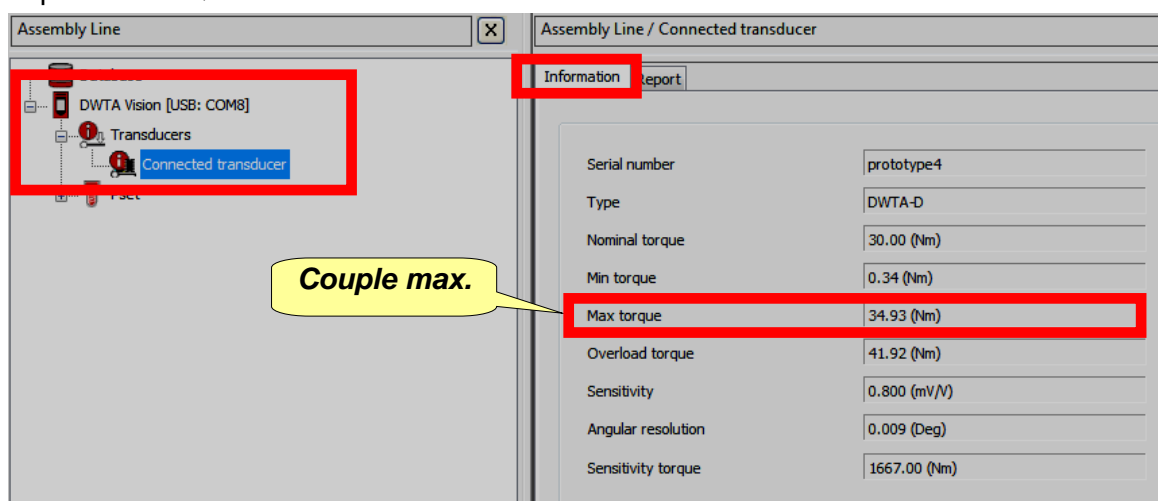 Assembly Line
X
DWTA Vision [USB: COM8]
Transducers
Connected transducer
Couple max.
Assembly Line / Connected transducer
Information Report
Serial number prototype4
Type DWTA-D
Nominal torque 30.00 (Nm)
Min torque 0.34 (Nm)
Max torque 34.93 (Nm)
Overload torque 41.92 (Nm)
Sensitivity 0.800 (mV/V)
Angular resolution 0.009 (Deg)
Sensitivity torque 1667.00 (Nm)